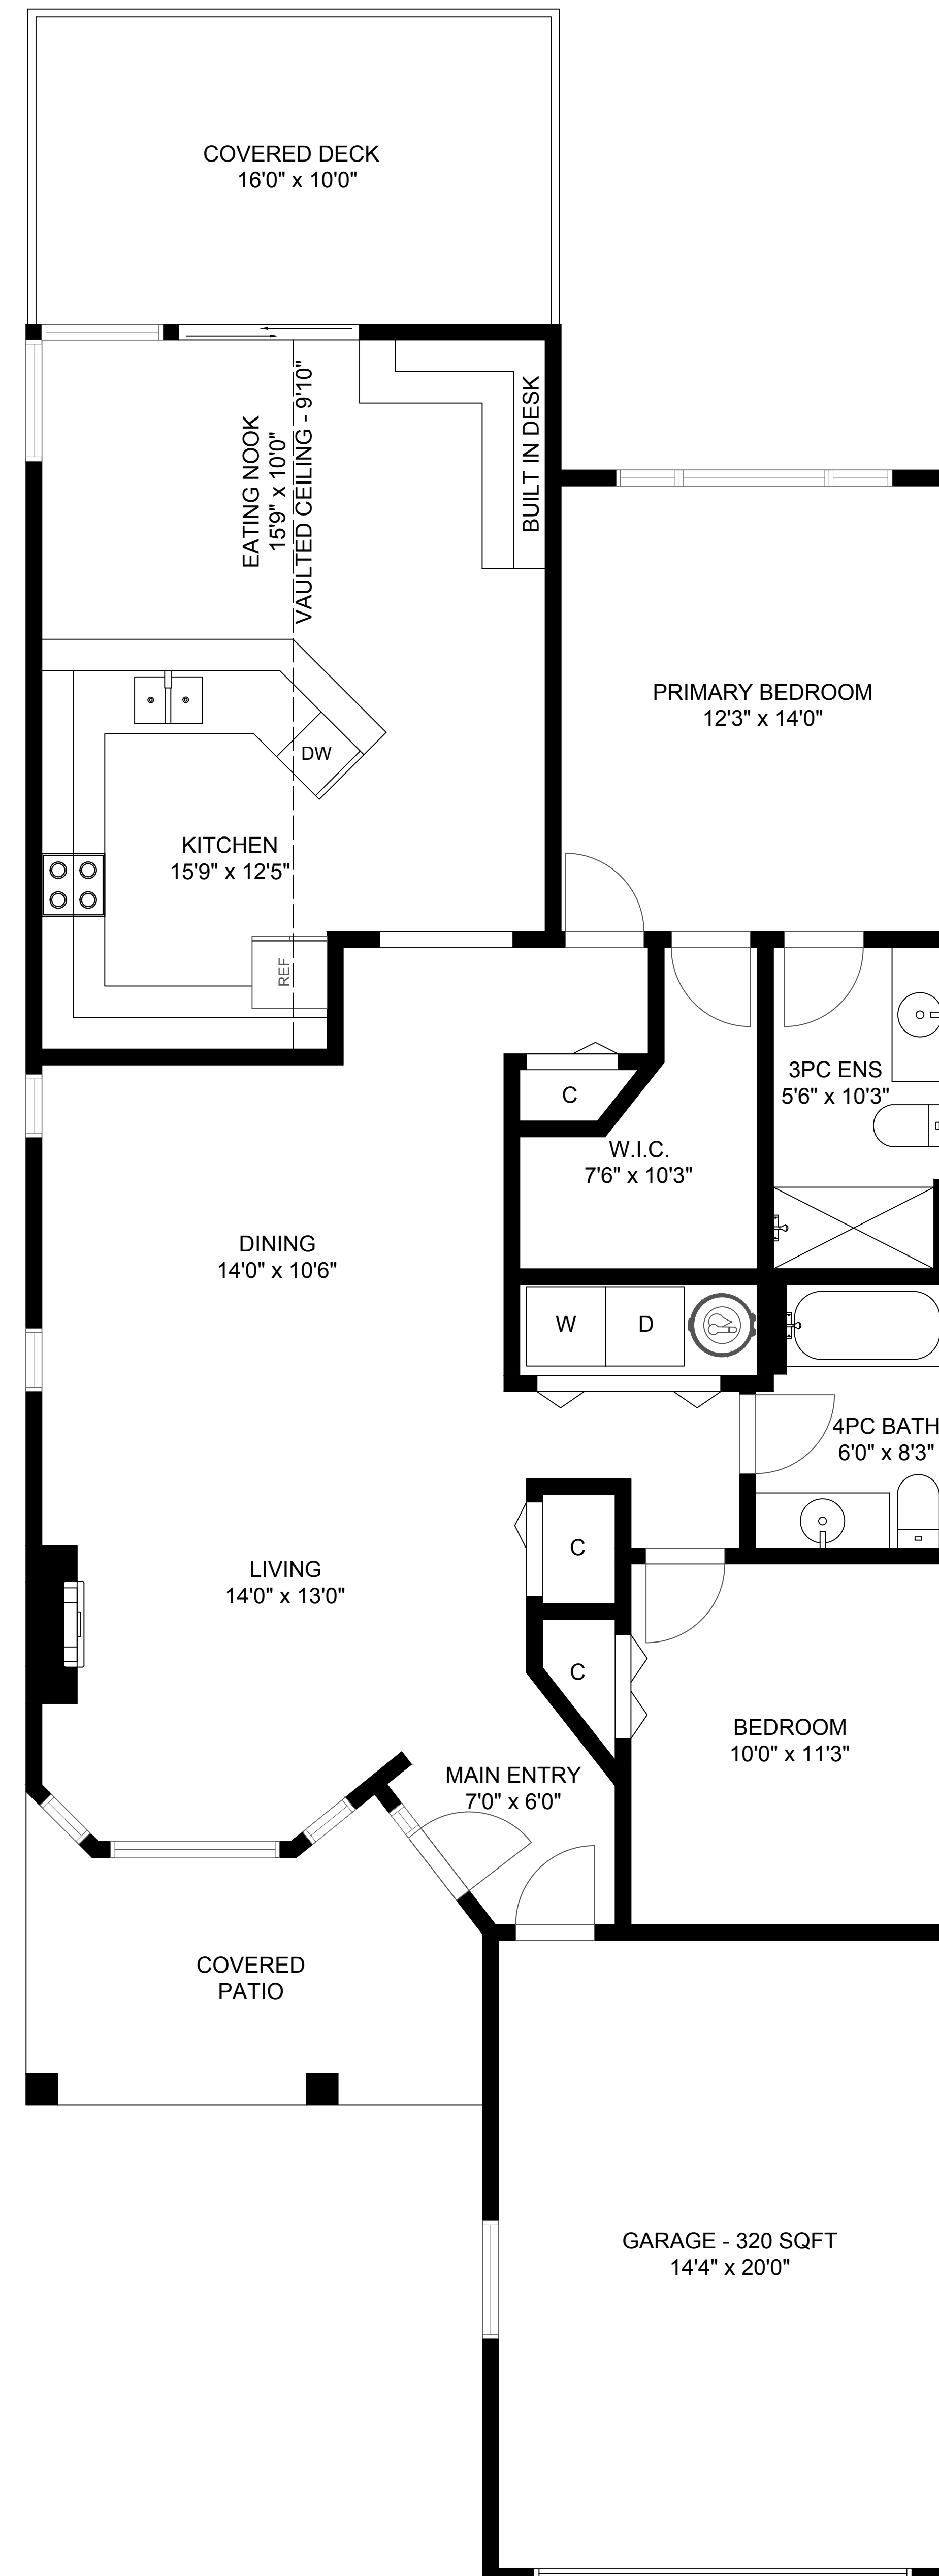 COVERED DECK
16'0" x 10'0"
EATING NOOK
15'9" x 10'0"
VAULTED CEILING - 9'10"
BUILT IN DESK
PRIMARY BEDROOM
12'3" x 14'0"
DW
KITCHEN
15'9" x 12'5"
REF
3PC ENS
5'6" x 10'3"
C
W.I.C.
7'6" x 10'3"
DINING
14'0" x 10'6"
W
D
4PC BATH
6'0" x 8'3"
C
LIVING
14'0" x 13'0"
C
BEDROOM
10'0" x 11'3"
MAIN ENTRY
7'0" x 6'0"
COVERED
PATIO
GARAGE - 320 SQFT
14'4" x 20'0"